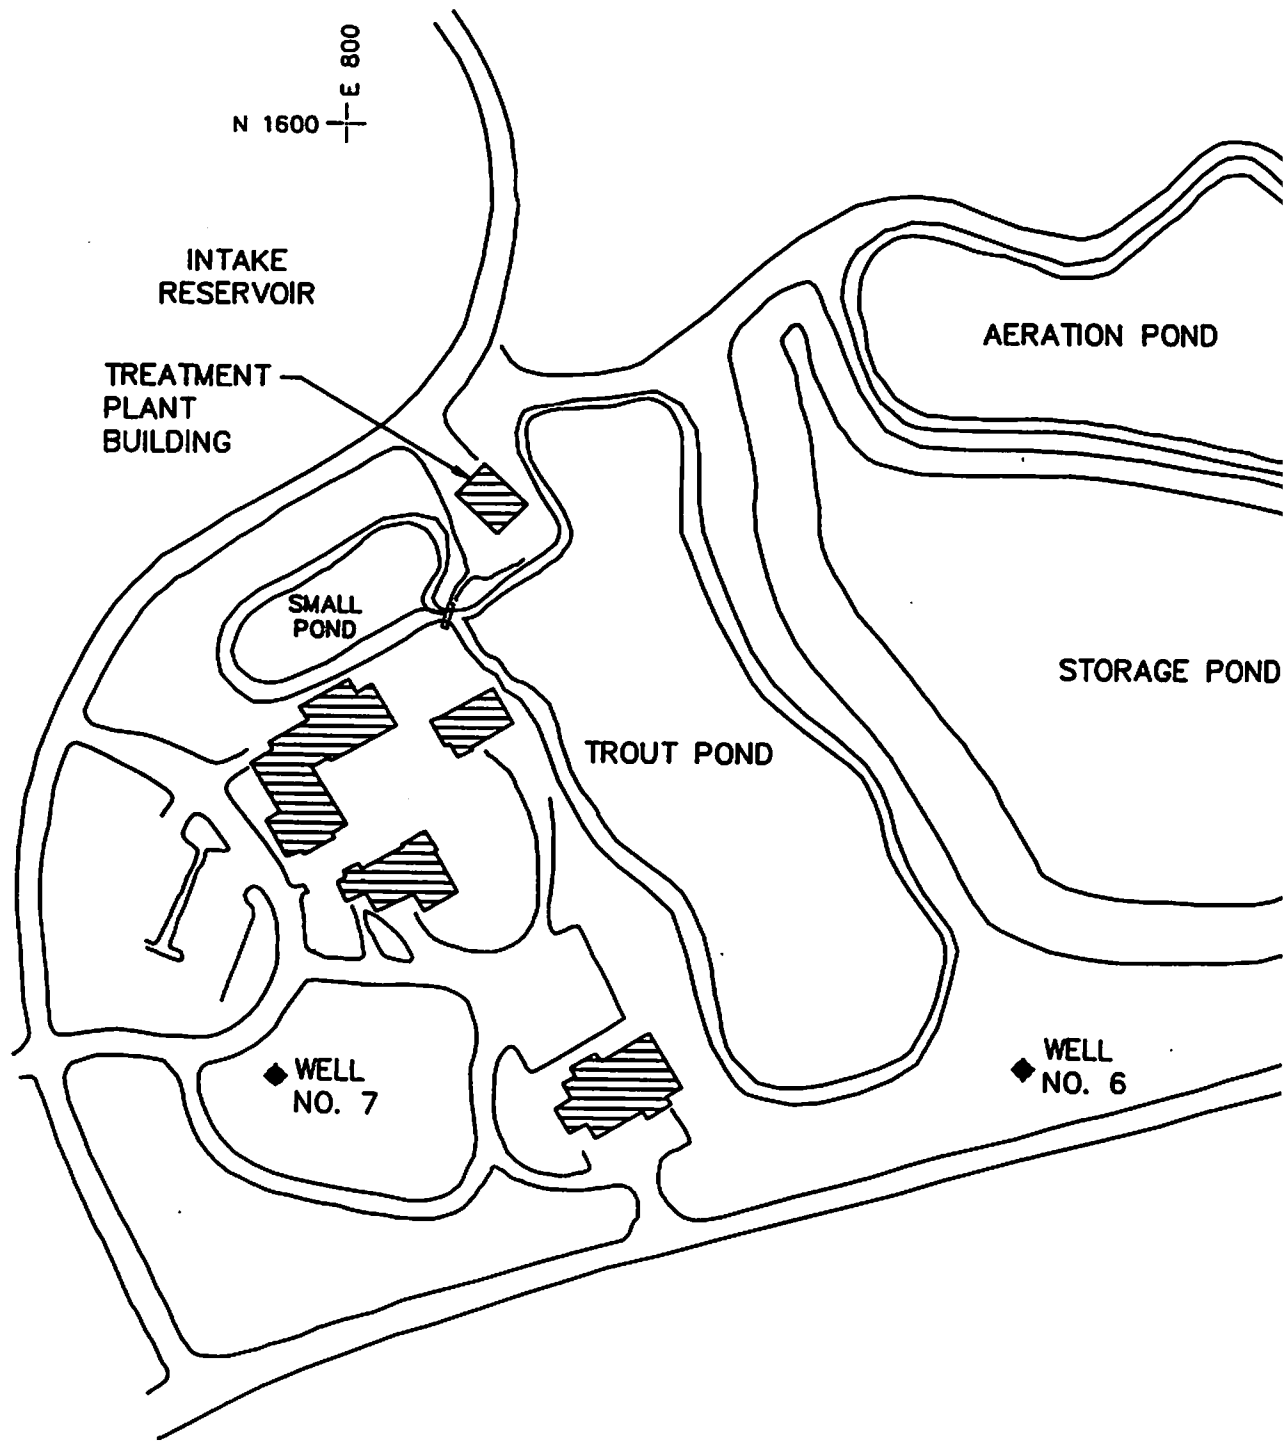 E 800
N 1600
INTAKE
RESERVOIR
TREATMENT
PLANT
BUILDING
AERATION POND
SMALL
POND
STORAGE POND
TROUT POND
WELL
NO. 7
WELL
NO. 6